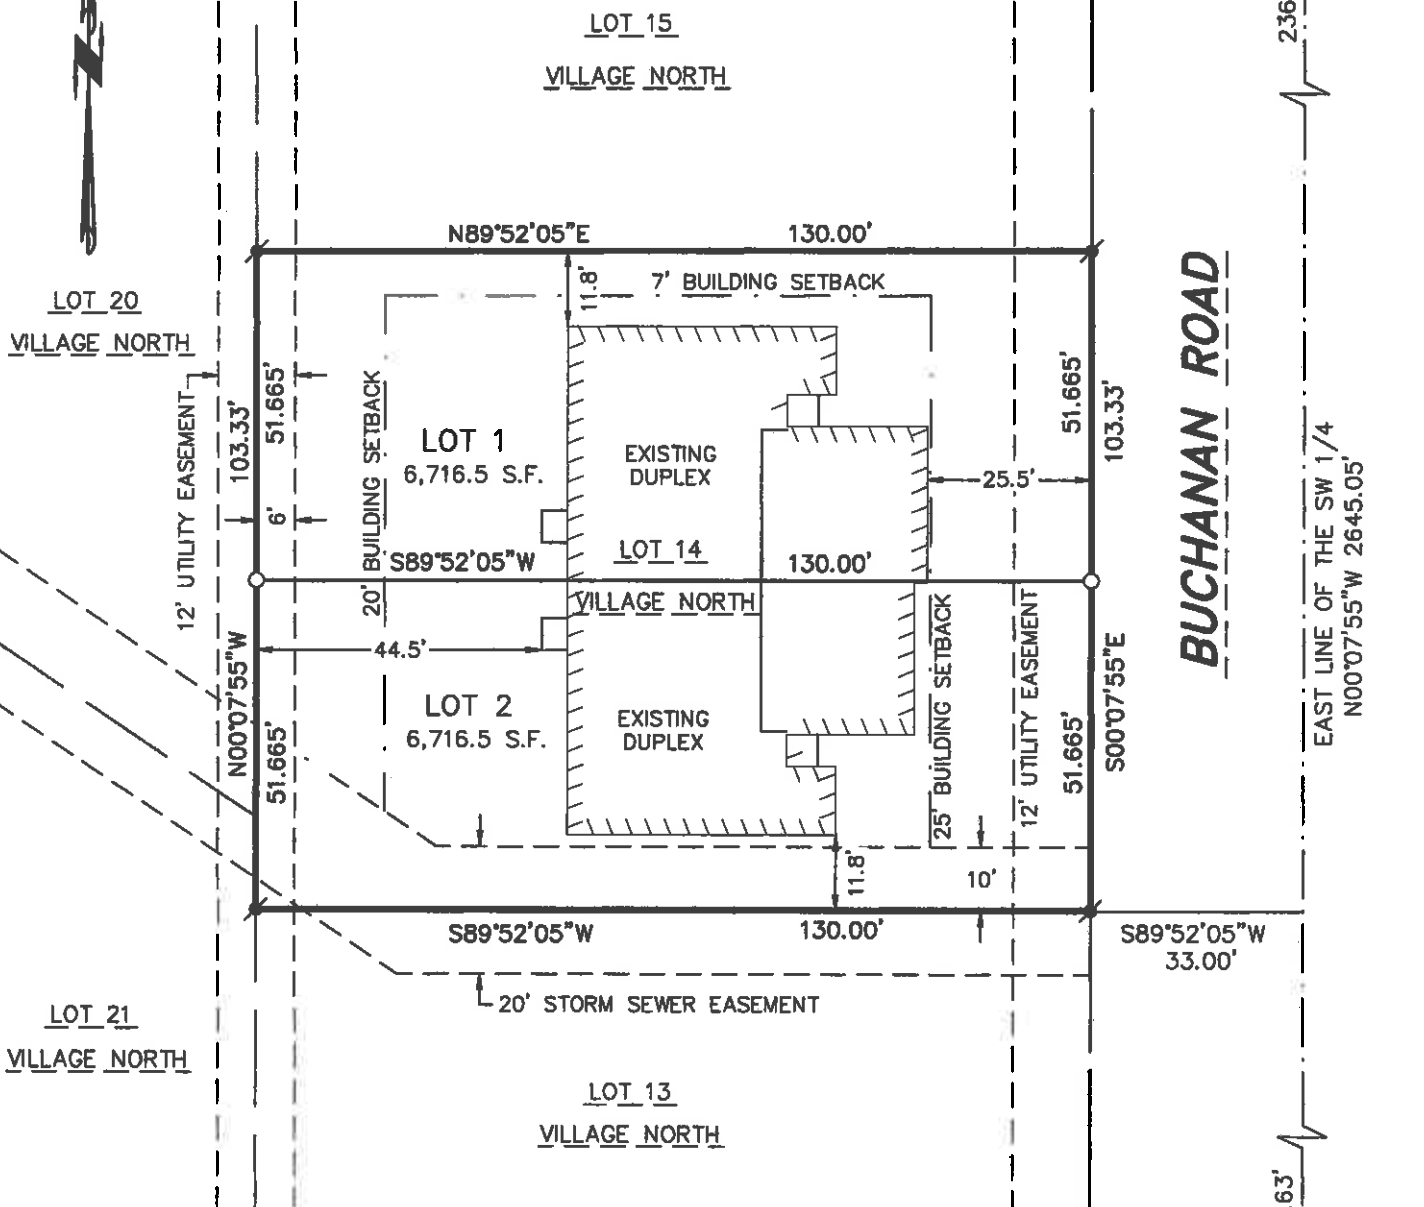 LOT 15
VILLAGE NORTH
236
N89°52'05"E
130.00'
7' BUILDING SETBACK
11.8'
LOT 20
VILLAGE NORTH
12' UTILITY EASEMENT
103.33'
51.665'
6'
20' BUILDING SETBACK
LOT 1
6,716.5 S.F.
EXISTING
DUPLEX
25.5'
51.665'
103.33'
BUCHANAN ROAD
EAST LINE OF THE SW 1/4
N00°07'55"W 2645.05'
S89°52'05"W
LOT 14
130.00'
VILLAGE NORTH
44.5'
N00°07'55"W
51.665'
LOT 2
6,716.5 S.F.
EXISTING
DUPLEX
25' BUILDING SETBACK
12' UTILITY EASEMENT
51.665'
S00°07'55"E
11.8'
10'
S89°52'05"W
130.00'
S89°52'05"W
33.00'
20' STORM SEWER EASEMENT
LOT 21
VILLAGE NORTH
LOT 13
VILLAGE NORTH
63'